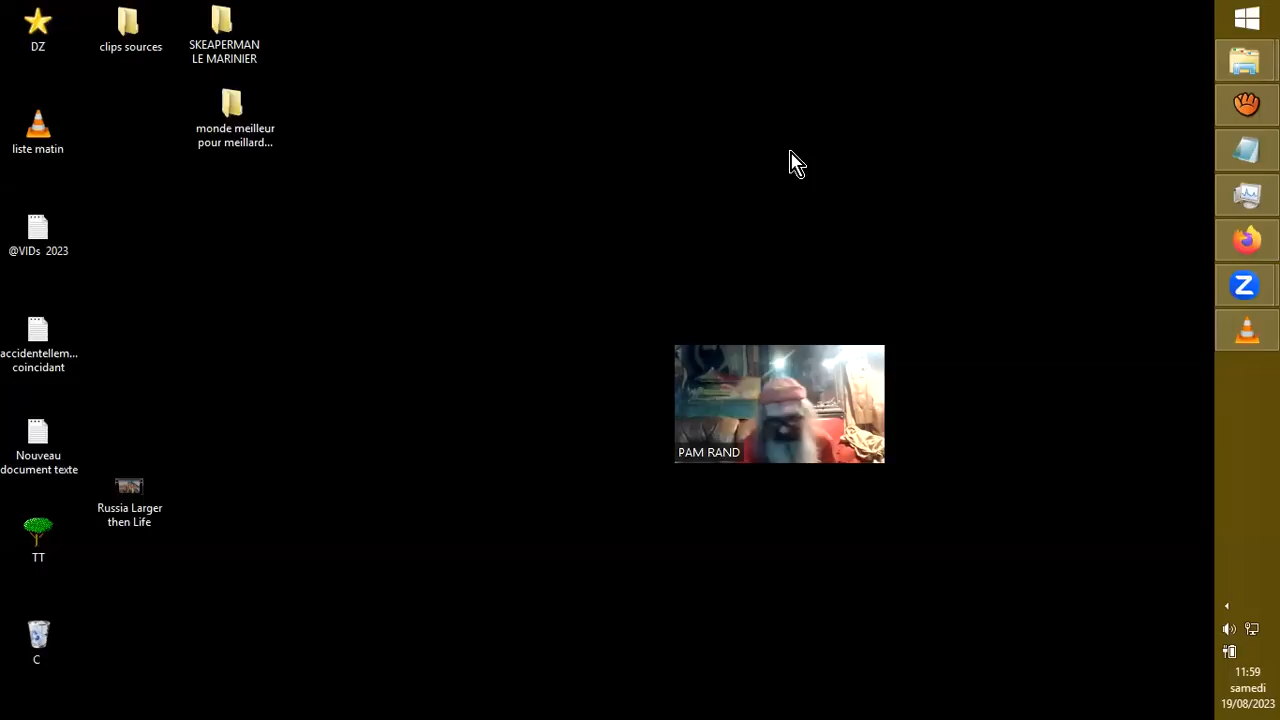 DZ
clips sources
SKEAPERMAN
LE MARINIER
monde meilleur
pour meillard...
liste matin
@VIDs 2023
accidentellem...
coincidant
Nouveau
document texte
Russia Larger
then Life
TT
C
PAM RAND
11:59
samedi
19/08/2023